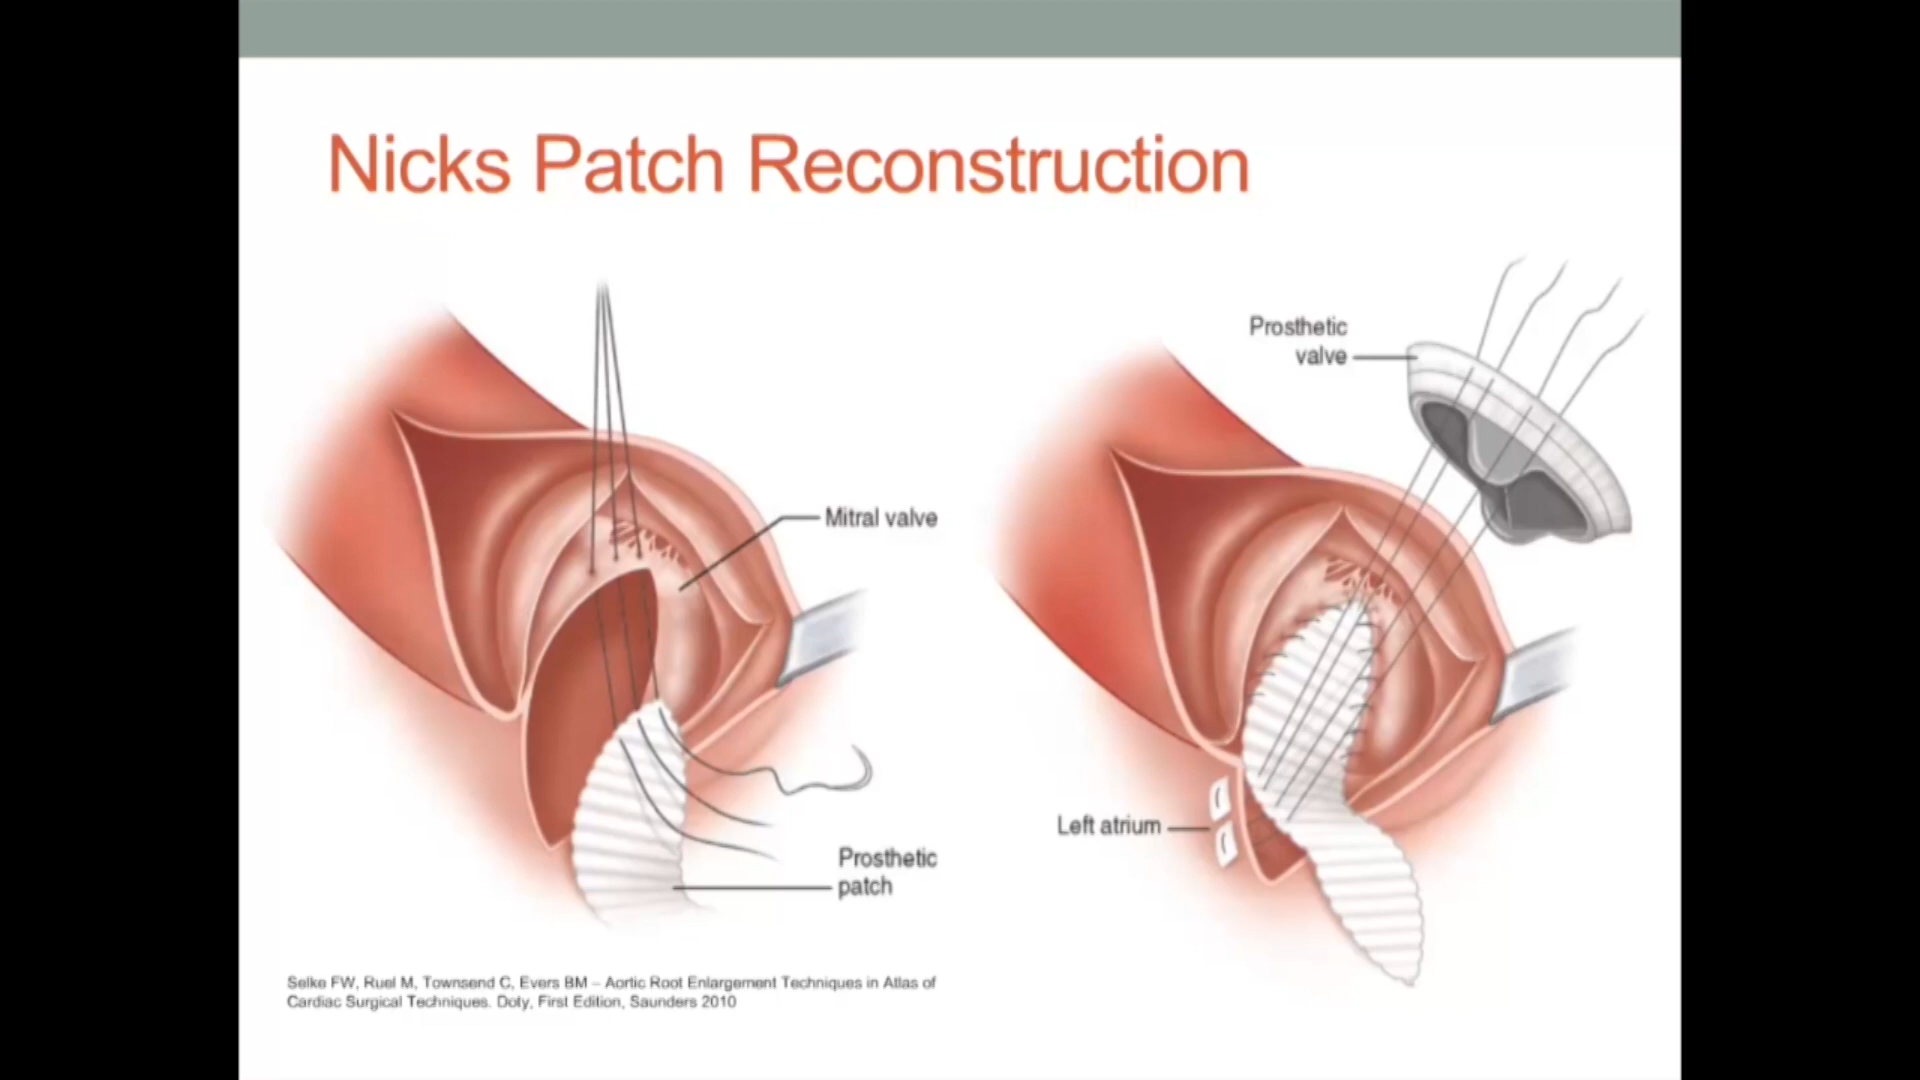 Nicks Patch Reconstruction
Prosthetic
valve
Mitral valve
Left atrium
Prosthetic
patch
Selke FW, Ruel M, Townsend C, Evers BM – Aortic Root Enlargement Techniques in Atlas of
Cardiac Surgical Techniques. Doty, First Edition, Saunders 2010